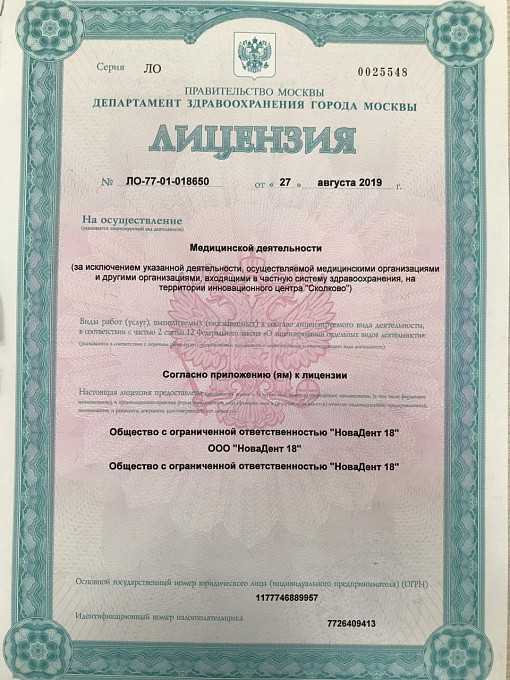 Серия ЛО 0025548
ПРАВИТЕЛЬСТВО МОСКВЫ
ДЕПАРТАМЕНТ ЗДРАВООХРАНЕНИЯ ГОРОДА МОСКВЫ
ЛИЦЕНЗИЯ
№ ЛО-77-01-018650 от « 27 » августа 2019 г.
На осуществление
(указывается лицензируемый вид деятельности)
Медицинской деятельности
(за исключением указанной деятельности, осуществляемой медицинскими организациями
и другими организациями, входящими в частную систему здравоохранения, на
территории инновационного центра "Сколково")
Виды работ (услуг), выполняемых (оказываемых) в составе лицензируемого вида деятельности,
в соответствии с частью 2 статьи 12 Федерального закона «О лицензировании отдельных видов деятельности»:
Согласно приложению (ям) к лицензии
Настоящая лицензия предоставлена
Общество с ограниченной ответственностью "НоваДент 18"
ООО "НоваДент 18"
Общество с ограниченной ответственностью "НоваДент 18"
Основной государственный номер юридического лица (индивидуального предпринимателя) (ОГРН)
1177746889957
Идентификационный номер налогоплательщика
7726409413